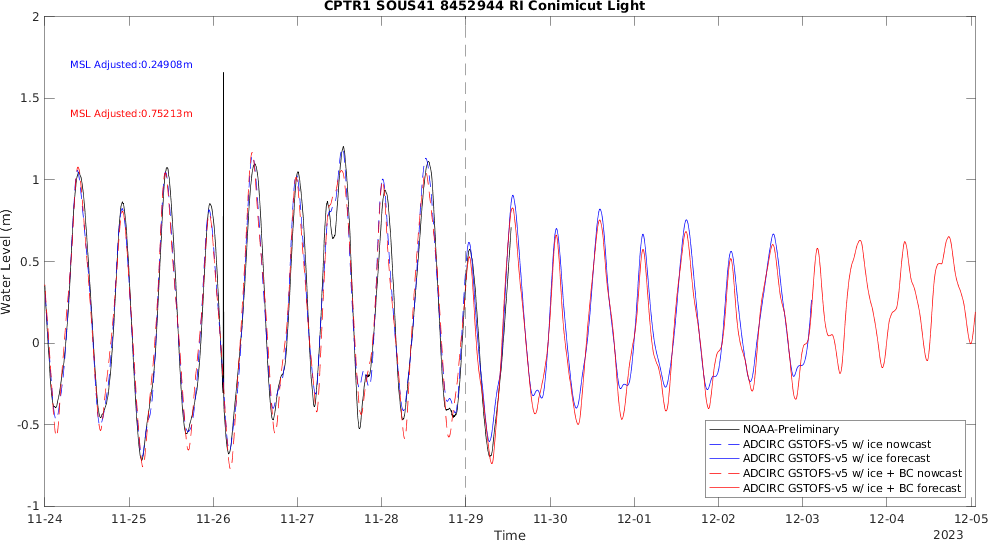 CPTR1 SOUS41 8452944 RI Conimicut Light
2
1.5
1
0.5
0
-0.5
-1
Water Level (m)
MSL Adjusted:0.24908m
MSL Adjusted:0.75213m
NOAA-Preliminary
ADCIRC GSTOFS-v5 w/ ice nowcast
ADCIRC GSTOFS-v5 w/ ice forecast
ADCIRC GSTOFS-v5 w/ ice + BC nowcast
ADCIRC GSTOFS-v5 w/ ice + BC forecast
11-24 11-25 11-26 11-27 11-28 11-29 11-30 12-01 12-02 12-03 12-04 12-05
Time
2023